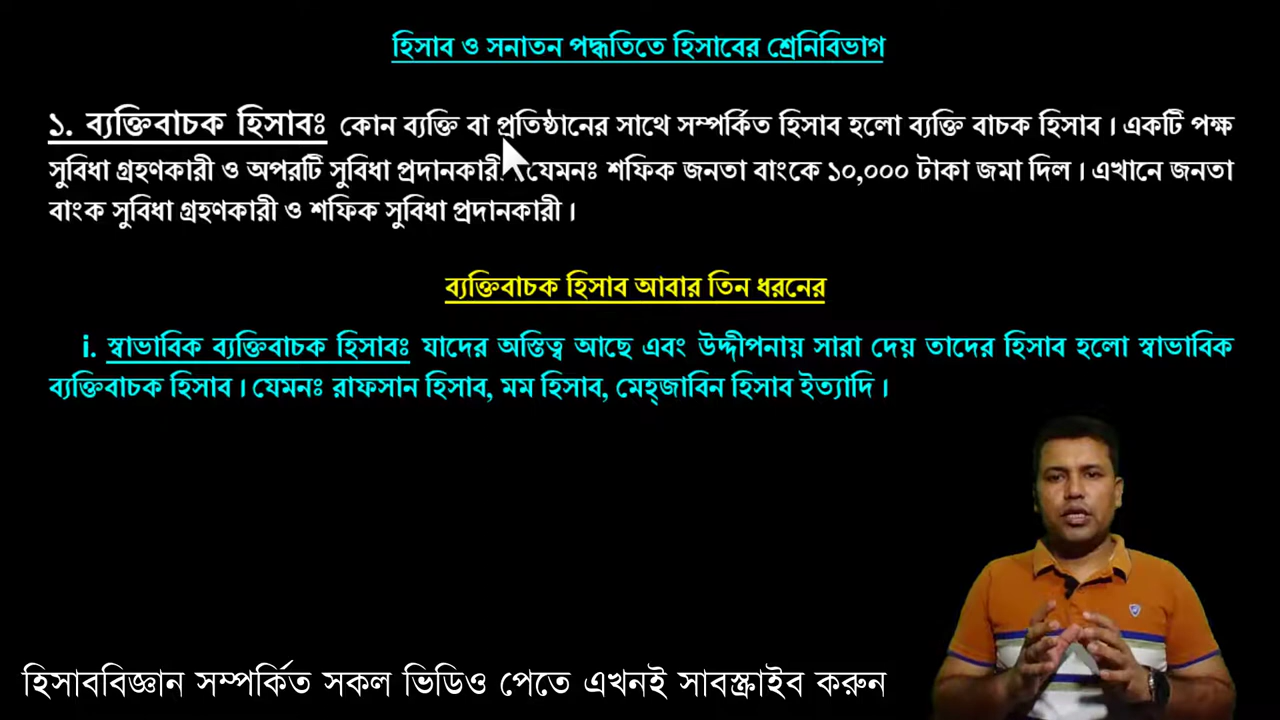 হিসাব ও সনাতন পদ্ধতিতে হিসাবের শ্রেনিবিভাগ
১. ব্যক্তিবাচক হিসাবঃ কোন ব্যক্তি বা প্রতিষ্ঠানের সাথে সম্পর্কিত হিসাব হলো ব্যক্তি বাচক হিসাব। একটি পক্ষ
সুবিধা গ্রহণকারী ও অপরটি সুবিধা প্রদানকারী। যেমনঃ শফিক জনতা বাংকে ১০,০০০ টাকা জমা দিল। এখানে জনতা
বাংক সুবিধা গ্রহণকারী ও শফিক সুবিধা প্রদানকারী।
ব্যক্তিবাচক হিসাব আবার তিন ধরনের
i. স্বাভাবিক ব্যক্তিবাচক হিসাবঃ যাদের অস্তিত্ব আছে এবং উদ্দীপনায় সারা দেয় তাদের হিসাব হলো স্বাভাবিক
ব্যক্তিবাচক হিসাব। যেমনঃ রাফসান হিসাব, মম হিসাব, মেহ্জাবিন হিসাব ইত্যাদি।
হিসাববিজ্ঞান সম্পর্কিত সকল ভিডিও পেতে এখনই সাবস্ক্রাইব করুন